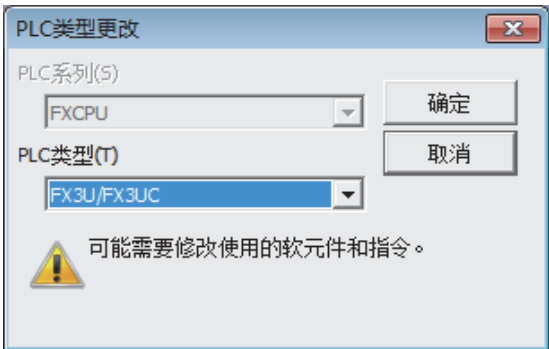 PLC类型更改
PLC系列(S)
FXCPU
确定
PLC类型(T)
取消
FX3U/FX3UC
可能需要修改使用的软元件和指令。